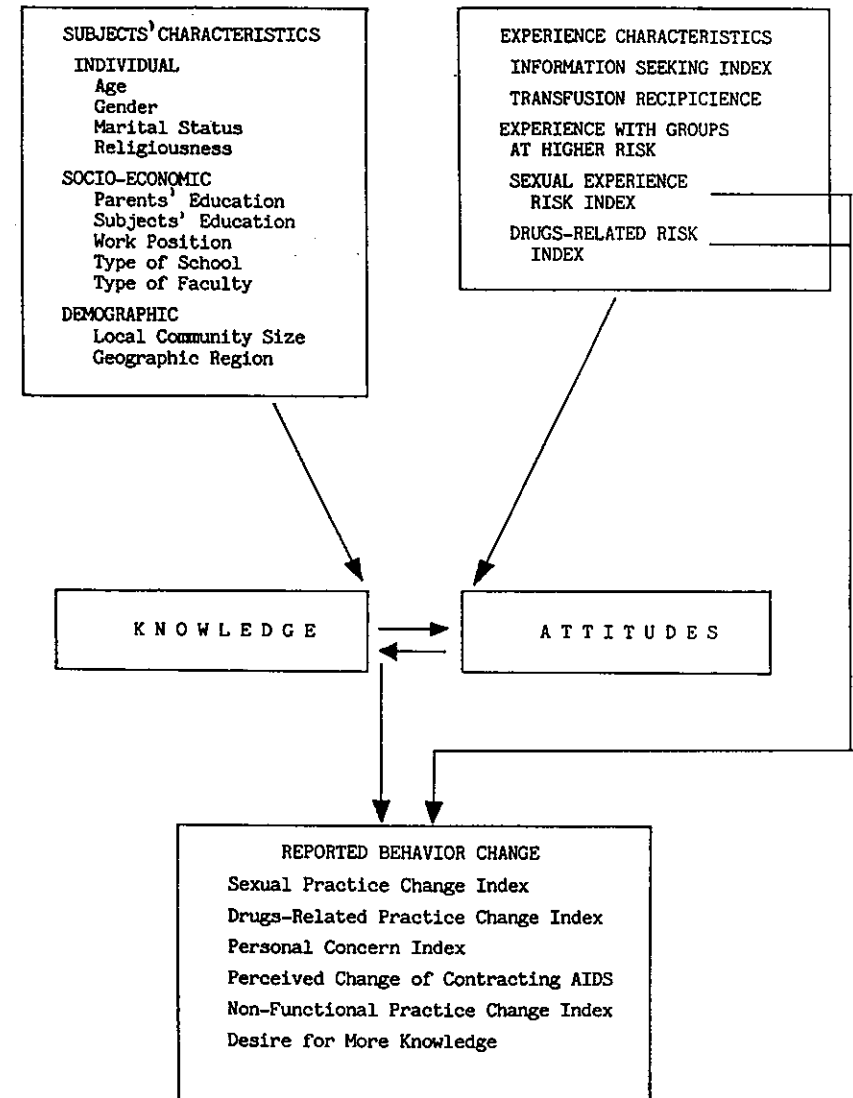 SUBJECTS'CHARACTERISTICS
INDIVIDUAL
Age
Gender
Marital Status
Religiousness
SOCIO-ECONOMIC
Parents' Education
Subjects' Education
Work Position
Type of School
Type of Faculty
DEMOGRAPHIC
Local Community Size
Geographic Region
EXPERIENCE CHARACTERISTICS
INFORMATION SEEKING INDEX
TRANSFUSION RECIPICIENCE
EXPERIENCE WITH GROUPS
AT HIGHER RISK
SEXUAL EXPERIENCE
RISK INDEX
DRUGS-RELATED RISK
INDEX
K N O W L E D G E
A T T I T U D E S
REPORTED BEHAVIOR CHANGE
Sexual Practice Change Index
Drugs-Related Practice Change Index
Personal Concern Index
Perceived Change of Contracting AIDS
Non-Functional Practice Change Index
Desire for More Knowledge